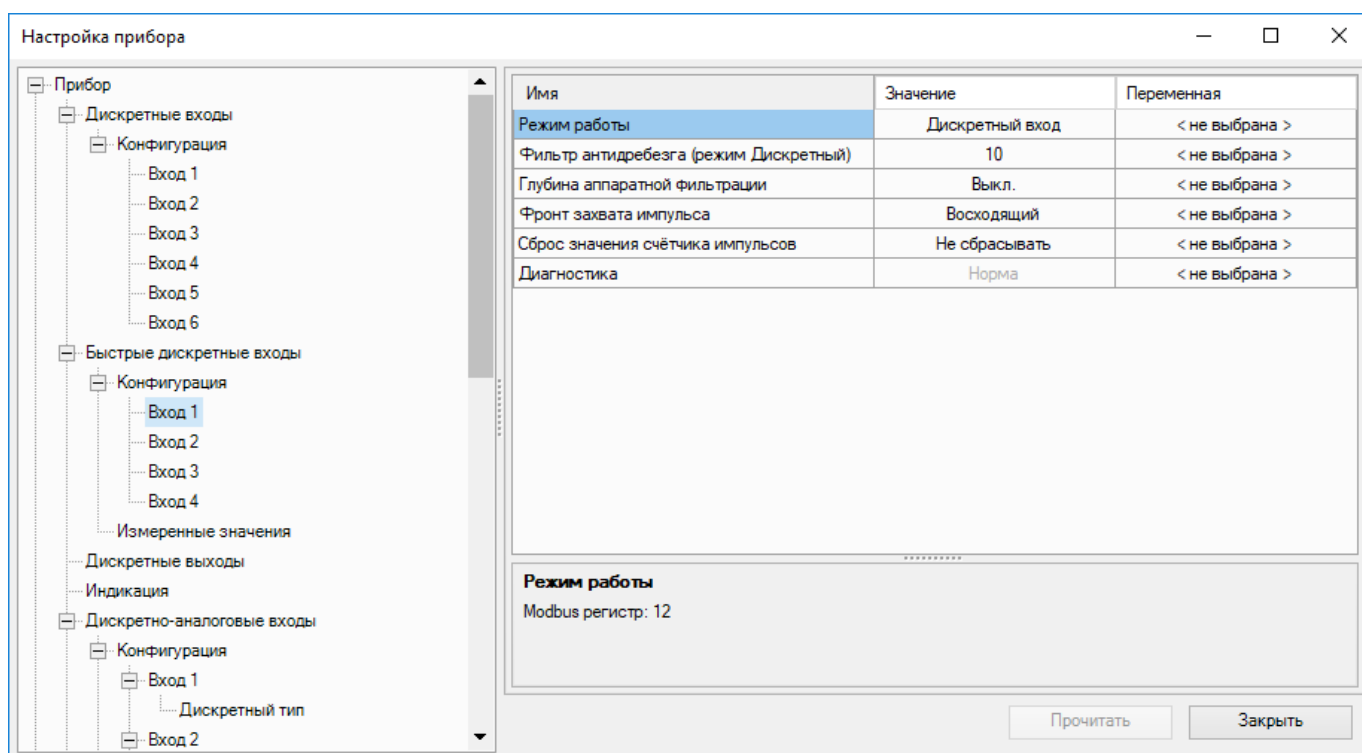 Настройка прибора
Прибор
Дискретные входы
Конфигурация
Вход 1
Вход 2
Вход 3
Вход 4
Вход 5
Вход 6
Быстрые дискретные входы
Конфигурация
Вход 1
Вход 2
Вход 3
Вход 4
Измеренные значения
Дискретные выходы
Индикация
Дискретно-аналоговые входы
Конфигурация
Вход 1
Дискретный тип
Вход 2
Имя Значение Переменная
Режим работы Дискретный вход < не выбрана >
Фильтр антидребезга (режим Дискретный) 10 < не выбрана >
Глубина аппаратной фильтрации Выкл. < не выбрана >
Фронт захвата импульса Восходящий < не выбрана >
Сброс значения счётчика импульсов Не сбрасывать < не выбрана >
Диагностика Норма < не выбрана >
Режим работы
Modbus регистр: 12
Прочитать Закрыть